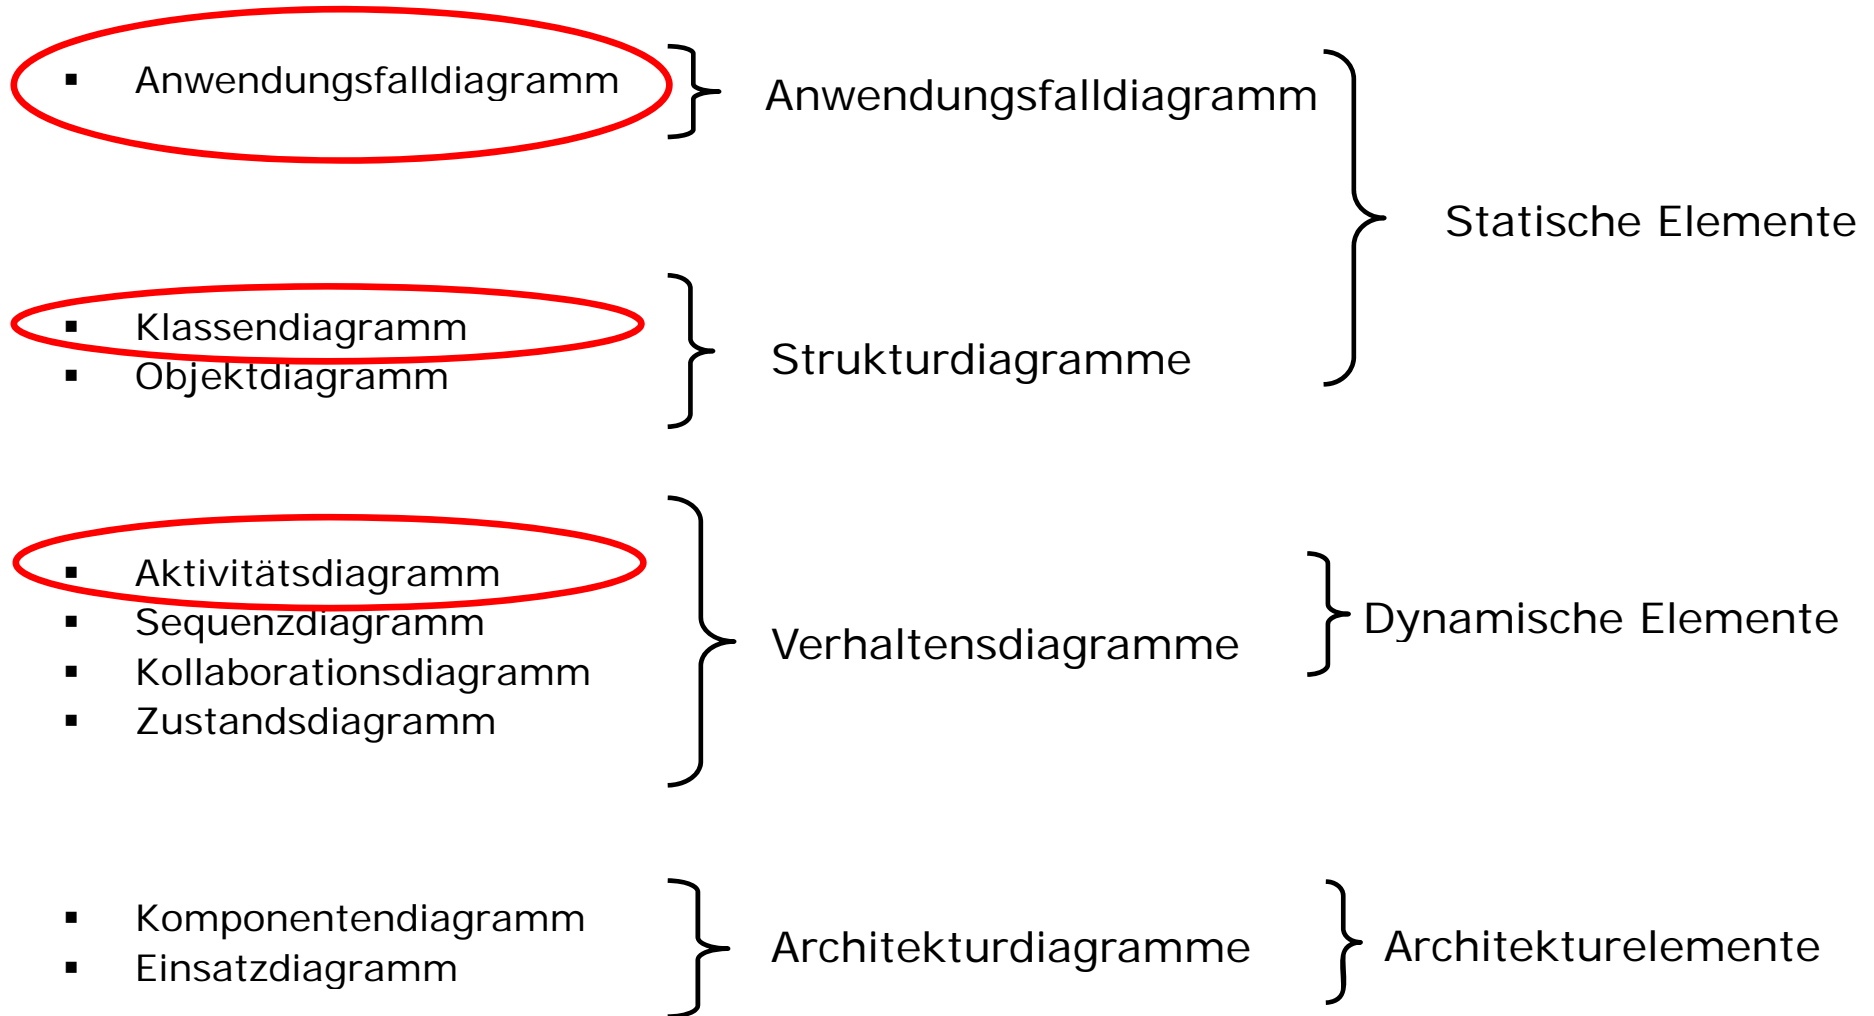 ▪ Anwendungsfalldiagramm
Anwendungsfalldiagramm
Statische Elemente
▪ Klassendiagramm
▪ Objektdiagramm
Strukturdiagramme
▪ Aktivitätsdiagramm
▪ Sequenzdiagramm
▪ Kollaborationsdiagramm
▪ Zustandsdiagramm
Verhaltensdiagramme
Dynamische Elemente
▪ Komponentendiagramm
▪ Einsatzdiagramm
Architekturdiagramme
Architekturelemente